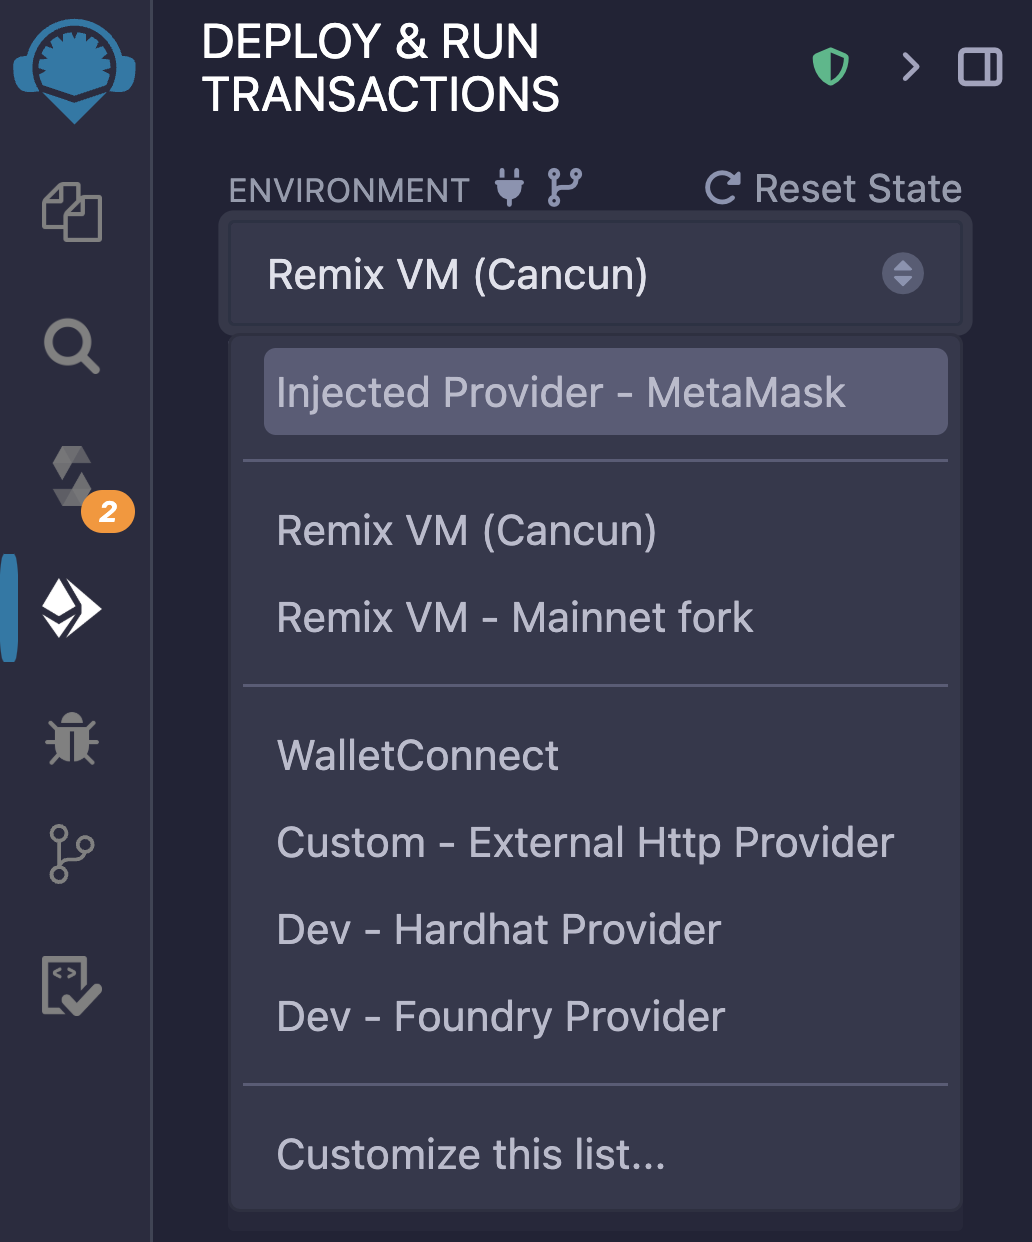 DEPLOY & RUN
TRANSACTIONS
ENVIRONMENT
Reset State
Remix VM (Cancun)
Injected Provider - MetaMask
Remix VM (Cancun)
Remix VM - Mainnet fork
WalletConnect
Custom - External Http Provider
Dev - Hardhat Provider
Dev - Foundry Provider
Customize this list...
2